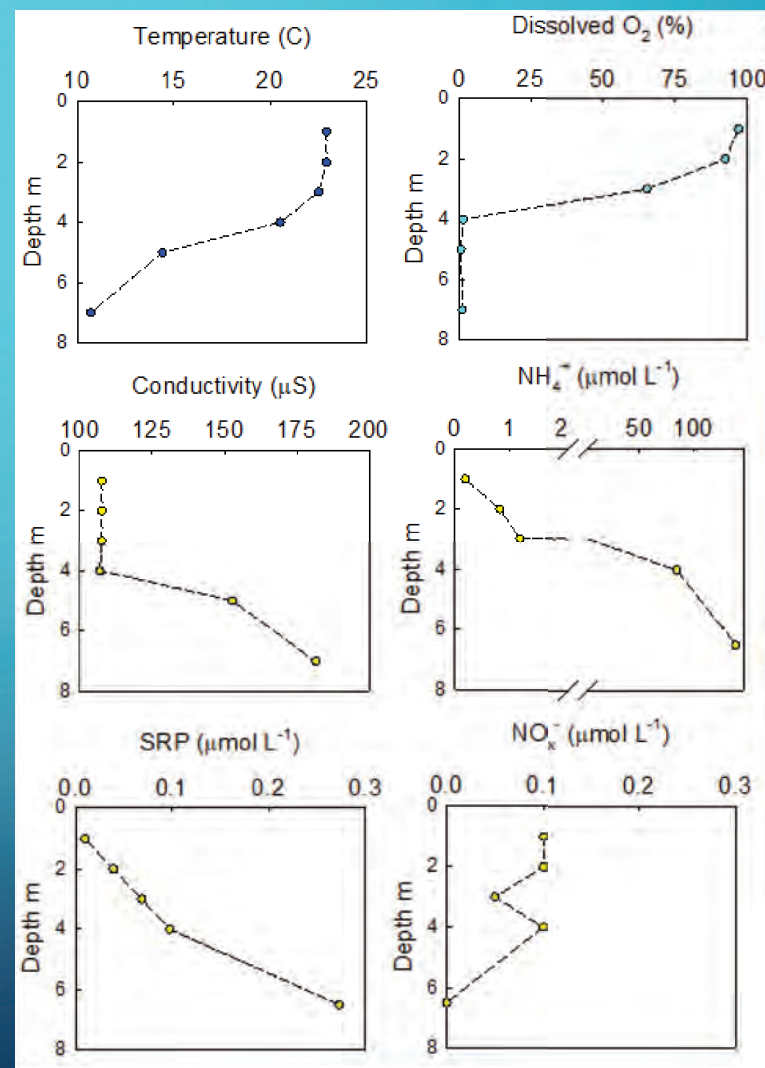 Temperature (C)
10 15 20 25
0
2
4
6
8
Depth m
Dissolved O₂ (%)
0 25 50 75 100
0
2
4
6
8
Depth m
Conductivity (μS)
100 125 150 175 200
0
2
4
6
8
Depth m
NH₄⁺ (μmol L⁻¹)
0 1 2 50 100
0
2
4
6
8
Depth m
SRP (μmol L⁻¹)
0.0 0.1 0.2 0.3
0
2
4
6
8
Depth m
NOₓ⁻ (μmol L⁻¹)
0.0 0.1 0.2 0.3
0
2
4
6
8
Depth m